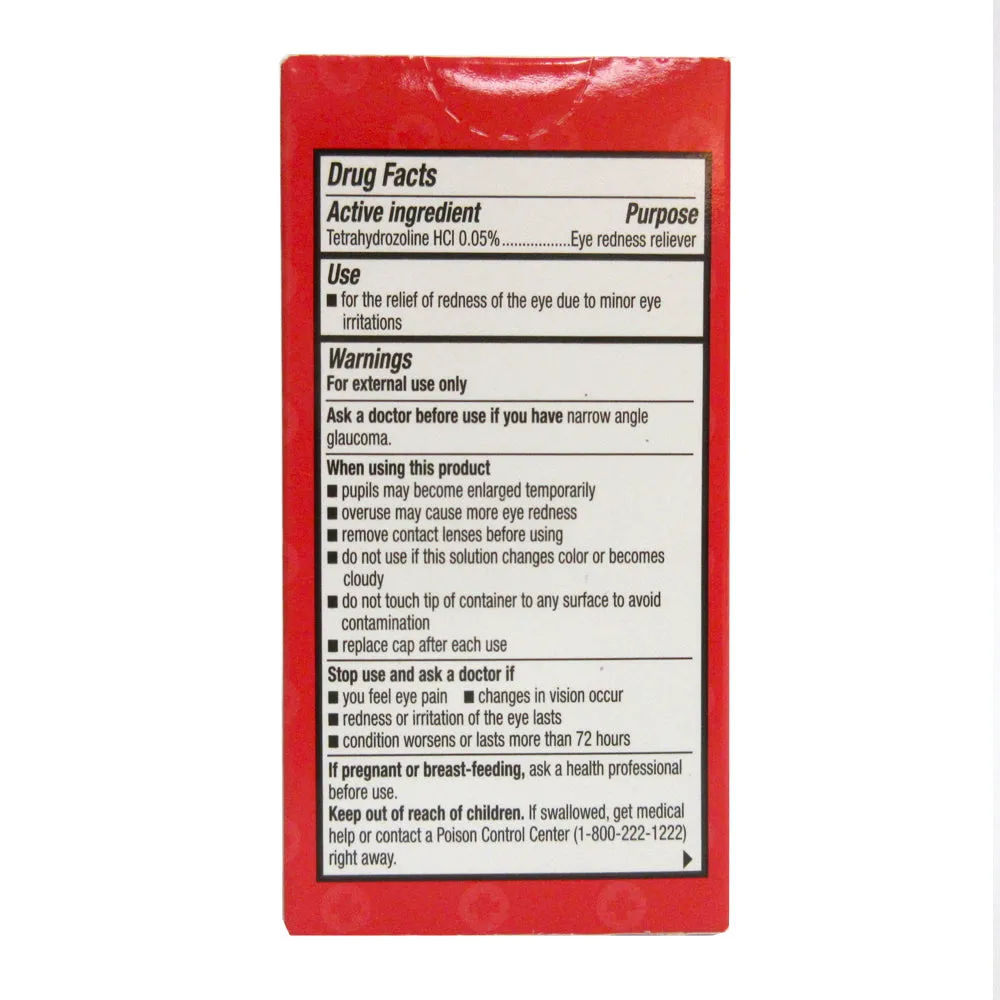 Drug Facts
Active ingredient Purpose
Tetrahydrozoline HCl 0.05%.................Eye redness reliever
Use
■ for the relief of redness of the eye due to minor eye
irritations
Warnings
For external use only
Ask a doctor before use if you have narrow angle
glaucoma.
When using this product
■ pupils may become enlarged temporarily
■ overuse may cause more eye redness
■ remove contact lenses before using
■ do not use if this solution changes color or becomes
cloudy
■ do not touch tip of container to any surface to avoid
contamination
■ replace cap after each use
Stop use and ask a doctor if
■ you feel eye pain ■ changes in vision occur
■ redness or irritation of the eye lasts
■ condition worsens or lasts more than 72 hours
If pregnant or breast-feeding, ask a health professional
before use.
Keep out of reach of children. If swallowed, get medical
help or contact a Poison Control Center (1-800-222-1222)
right away.